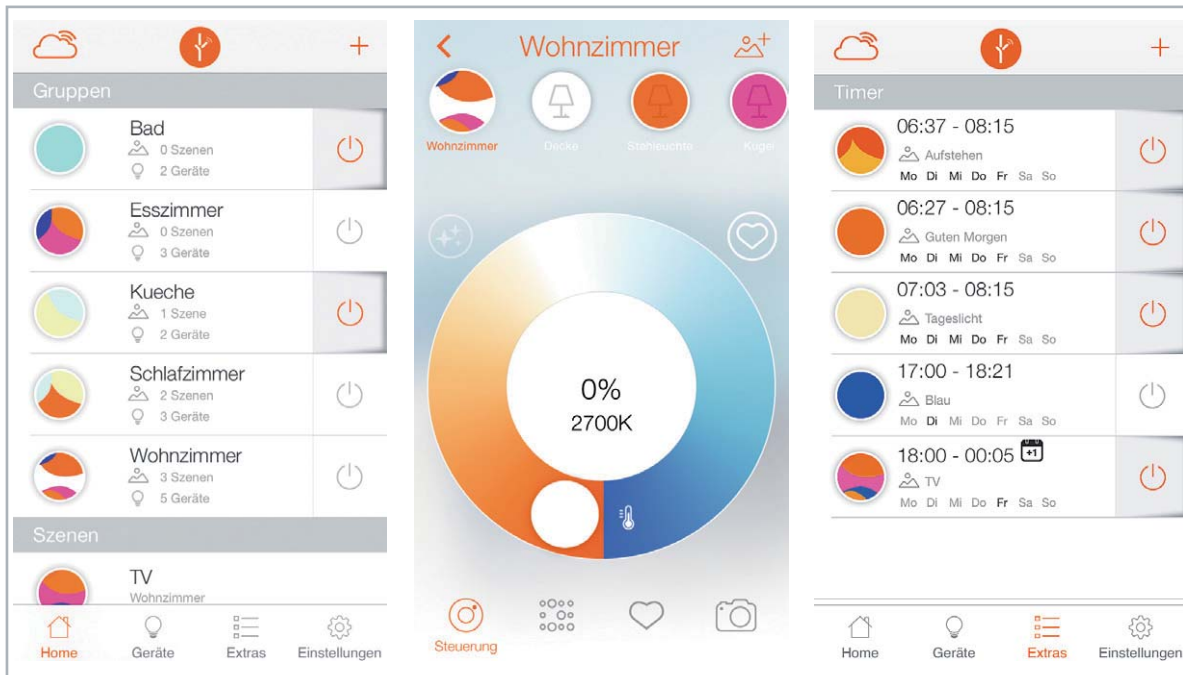 Gruppen
Bad
0 Szenen
2 Geräte
Esszimmer
0 Szenen
3 Geräte
Kueche
1 Szene
2 Geräte
Schlafzimmer
2 Szenen
3 Geräte
Wohnzimmer
3 Szenen
5 Geräte
Szenen
TV
Wohnzimmer
Home Geräte Extras Einstellungen
Wohnzimmer
Wohnzimmer Decke Stehleuchte Kugel
0%
2700K
Steuerung
Timer
06:37 - 08:15
Aufstehen
Mo Di Mi Do Fr Sa So
06:27 - 08:15
Guten Morgen
Mo Di Mi Do Fr Sa So
07:03 - 08:15
Tageslicht
Mo Di Mi Do Fr Sa So
17:00 - 18:21
Blau
Mo Di Mi Do Fr Sa So
18:00 - 00:05 +1
TV
Mo Di Mi Do Fr Sa So
Home Geräte Extras Einstellungen